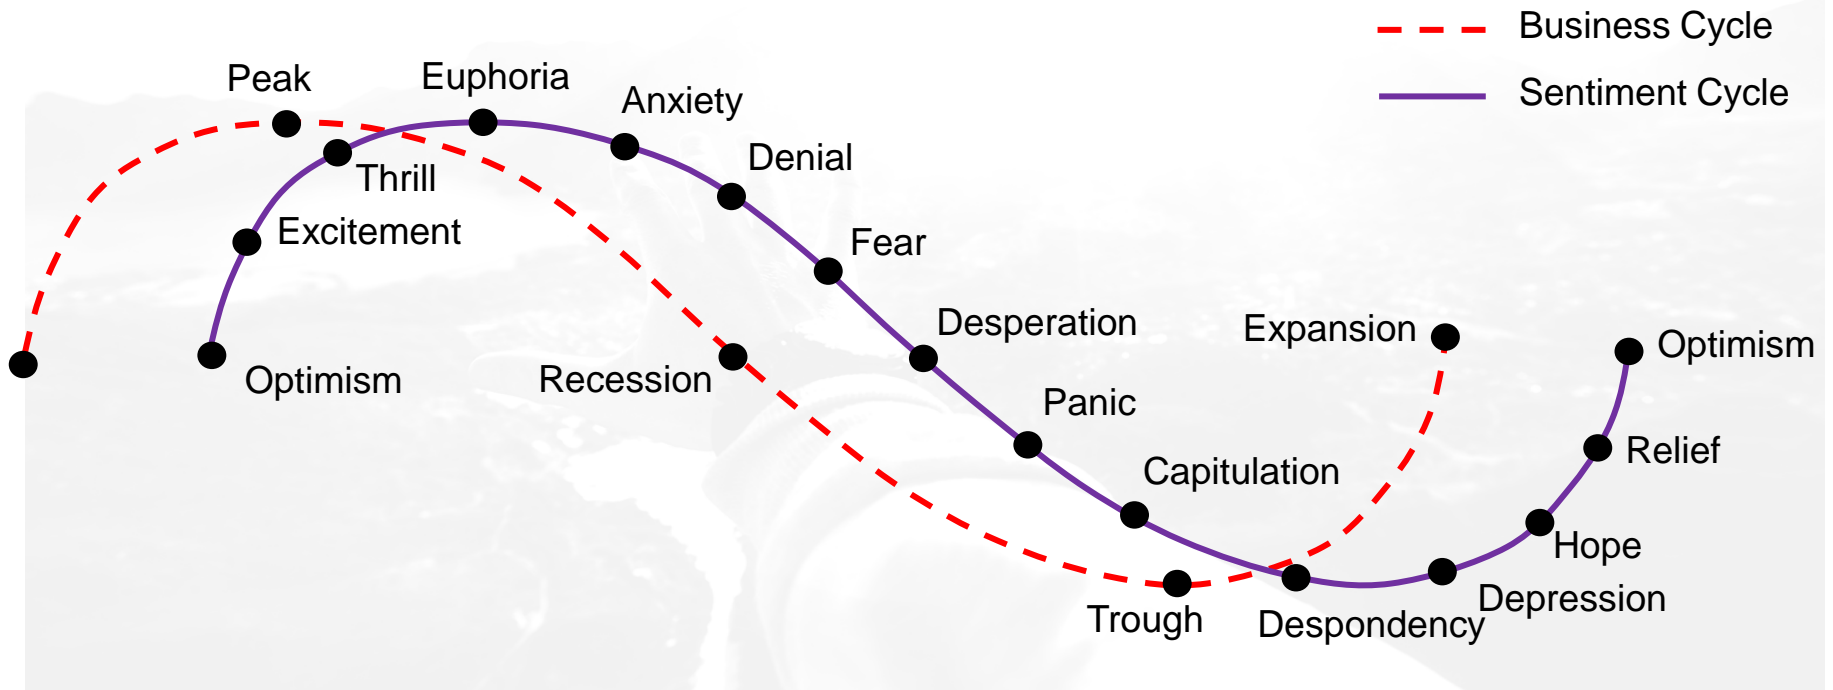 Business Cycle
Sentiment Cycle
Peak
Euphoria
Anxiety
Denial
Thrill
Excitement
Fear
Desperation
Expansion
Optimism
Optimism
Recession
Panic
Capitulation
Relief
Hope
Depression
Trough
Despondency